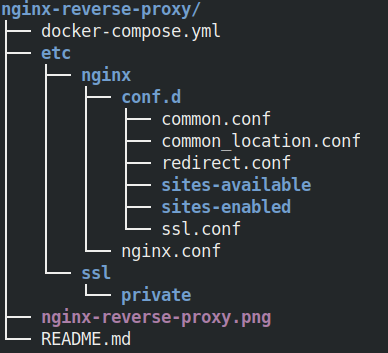 nginx-reverse-proxy/
├── docker-compose.yml
├── etc
│   ├── nginx
│   │   ├── conf.d
│   │   │   ├── common.conf
│   │   │   ├── common_location.conf
│   │   │   ├── redirect.conf
│   │   │   ├── sites-available
│   │   │   ├── sites-enabled
│   │   │   └── ssl.conf
│   │   └── nginx.conf
│   └── ssl
│       └── private
├── nginx-reverse-proxy.png
└── README.md